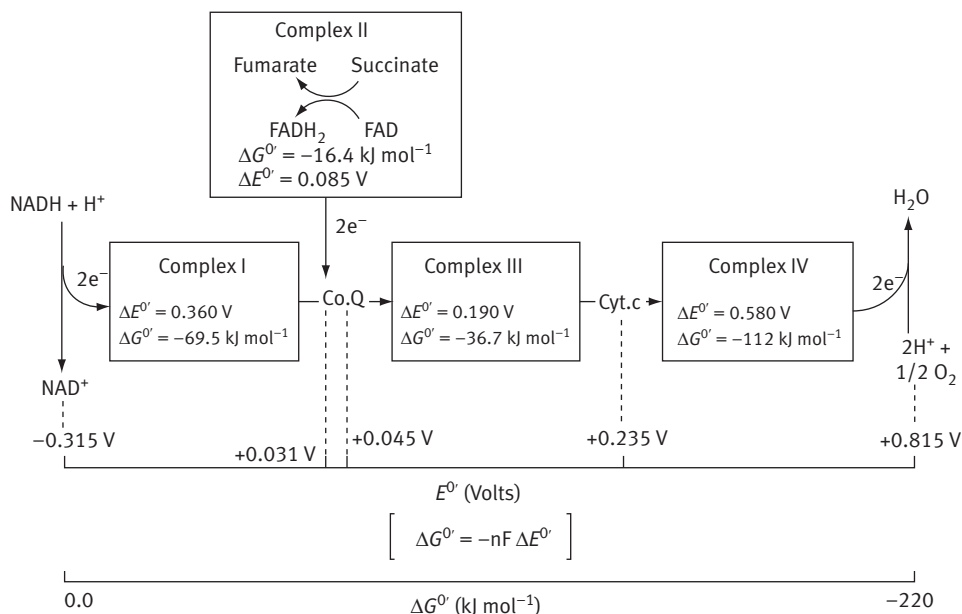 Complex II
Fumarate Succinate
FADH₂ FAD
ΔG⁰′ = −16.4 kJ mol⁻¹
ΔE⁰′ = 0.085 V
NADH + H⁺
2e⁻
H₂O
2e⁻
Complex I
ΔE⁰′ = 0.360 V
ΔG⁰′ = −69.5 kJ mol⁻¹
Co.Q
Complex III
ΔE⁰′ = 0.190 V
ΔG⁰′ = −36.7 kJ mol⁻¹
Cyt.c
Complex IV
ΔE⁰′ = 0.580 V
ΔG⁰′ = −112 kJ mol⁻¹
2e⁻
NAD⁺
2H⁺ +
1/2 O₂
−0.315 V
+0.031 V
+0.045 V
+0.235 V
+0.815 V
E⁰′ (Volts)
[ ΔG⁰′ = −nF ΔE⁰′ ]
0.0
ΔG⁰′ (kJ mol⁻¹)
−220